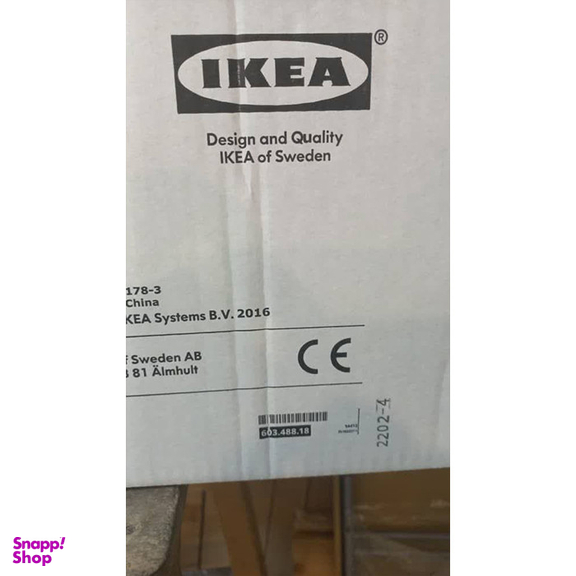 IKEA®
Design and Quality
IKEA of Sweden
178-3
China
KEA Systems B.V. 2016
f Sweden AB
81 Älmhult
CE
603.488.18
2202-4
Snapp!
Shop